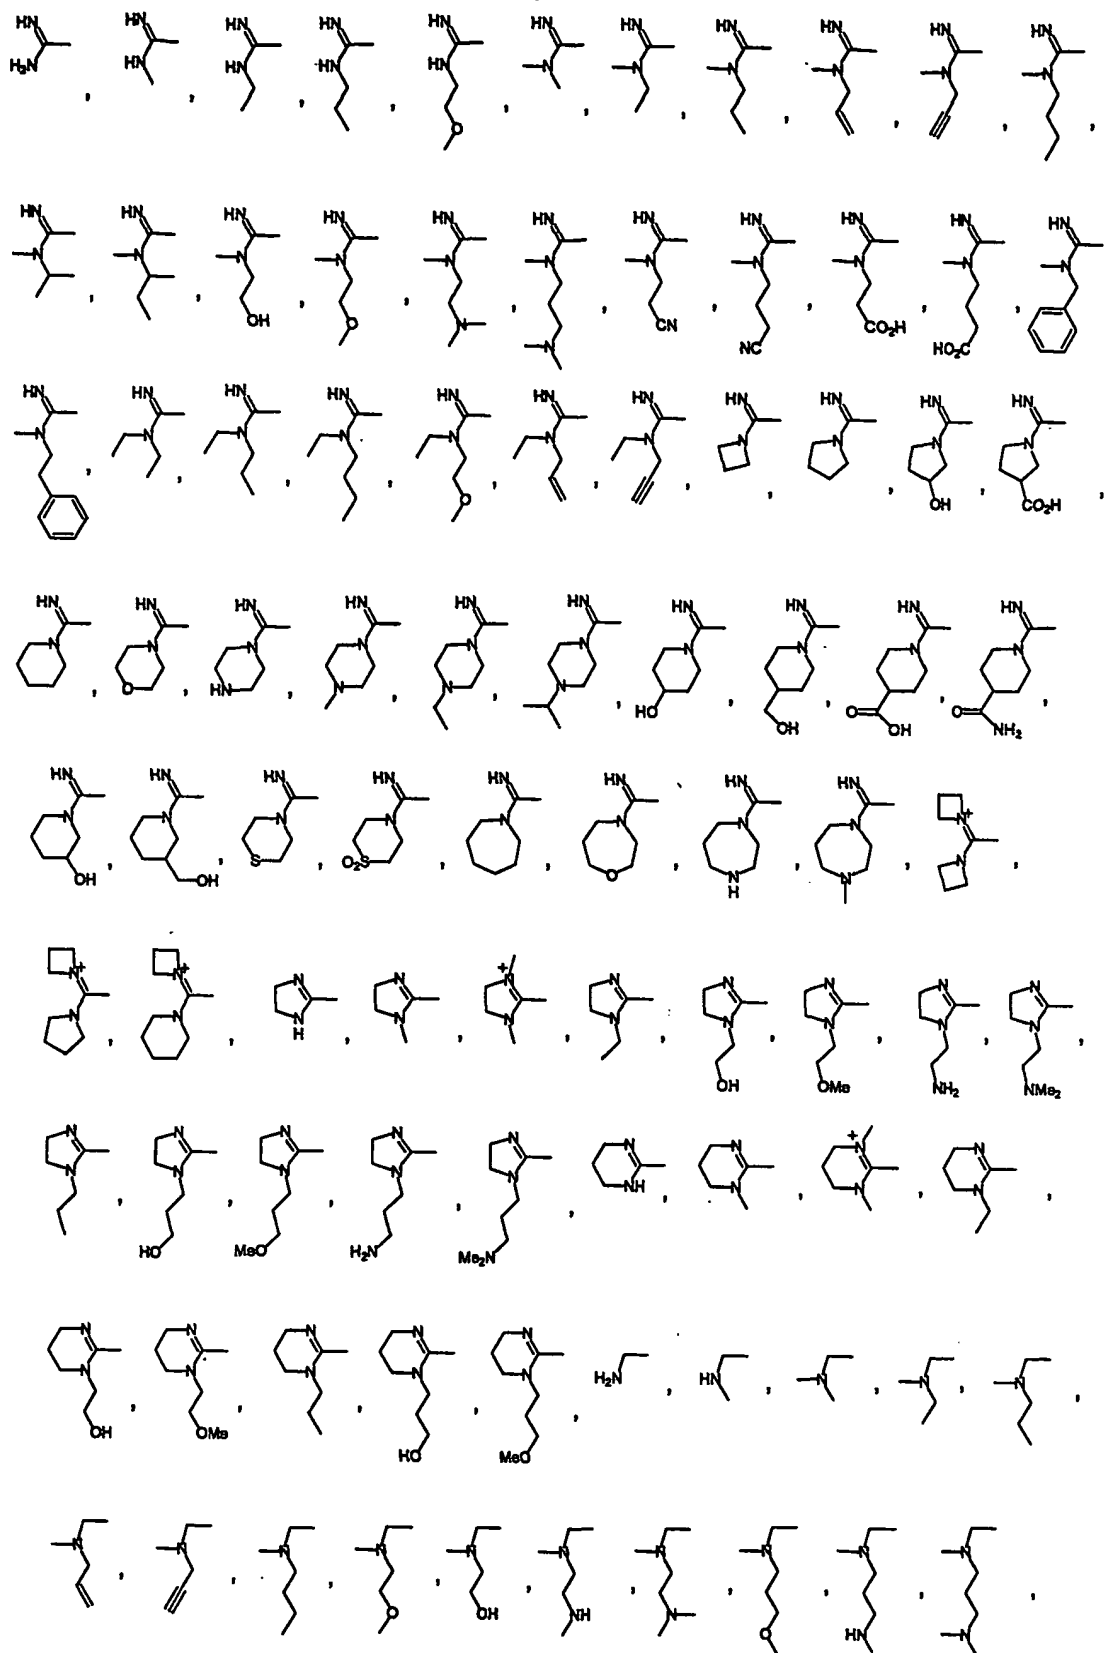 HN HN HN HN HN HN HN HN HN HN HN
H₂N HN HN HN HN N N N N N N
, , , , , , , , , , ,
O
HN HN HN HN HN HN HN HN HN HN HN
N N N N N N N N N N N
, , , , , , , , , ,
OH O N CN CO₂H
N NC HO₂C
HN HN HN HN HN HN HN HN HN HN HN
N N N N N N N N N N N
, , , , , , , , , , ,
O OH CO₂H
HN HN HN HN HN HN HN HN HN HN
N N N N N N N N N N
O HN N N N
, , , , , , , , , ,
HO OH O OH O NH₂
HN HN HN HN HN HN HN HN N+
N N N N N N N N N
S O₂S O N H N
, , , , , , , , ,
OH OH
N+ N+ N N N+ N N N N N
N N N H N N N N N N N
, , , , , , , , , ,
OH OMe NH₂ NMe₂
N N N N N N N N+ N
N N N N N NH N N N
, , , , , , , , ,
HO MeO H₂N Me₂N
N N N N N
N N N N N H₂N HN N N N
, , , , , , , , , ,
OH OMe HO MeO
N N N N N N N N N N
, , , , , , , , , ,
O OH NH N
O HN N